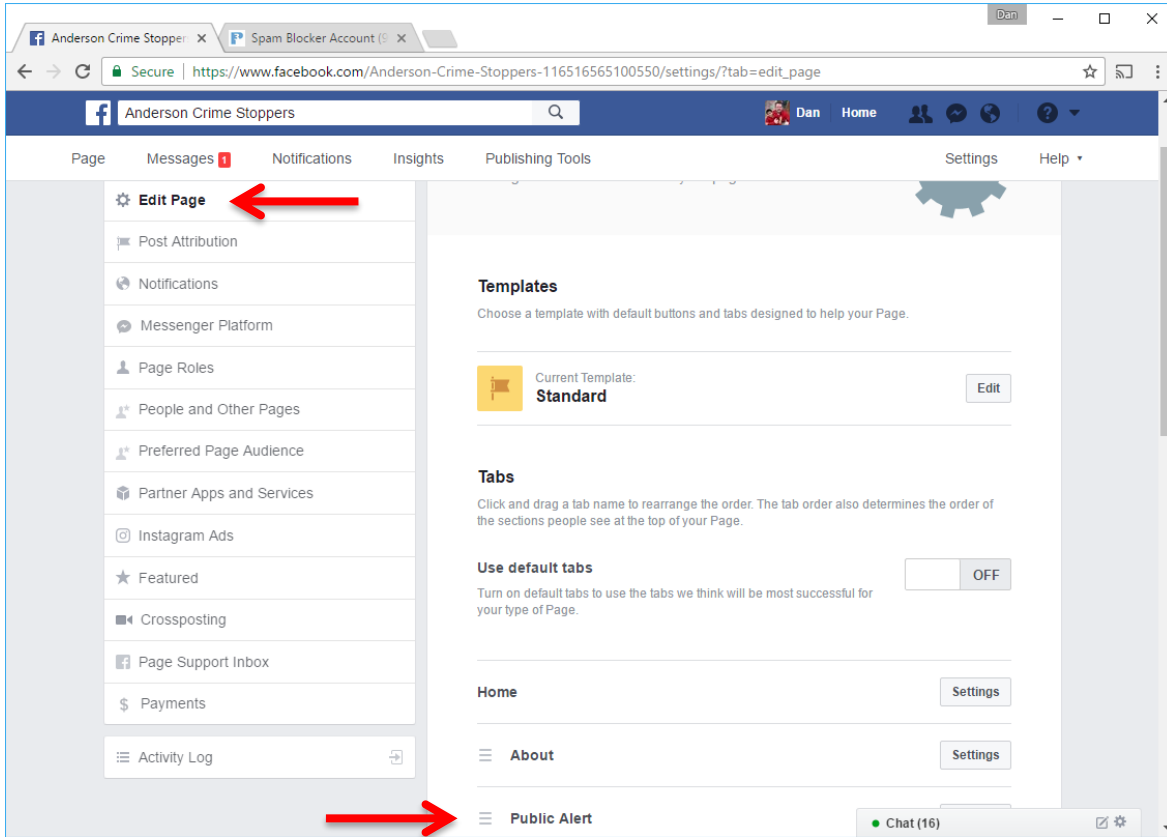 Dan
Anderson Crime Stopper
Spam Blocker Account (9
Secure | https://www.facebook.com/Anderson-Crime-Stoppers-116516565100550/settings/?tab=edit_page
Anderson Crime Stoppers
Dan
Home
Page
Messages 1
Notifications
Insights
Publishing Tools
Settings
Help
Edit Page
Post Attribution
Notifications
Messenger Platform
Page Roles
People and Other Pages
Preferred Page Audience
Partner Apps and Services
Instagram Ads
Featured
Crossposting
Page Support Inbox
$ Payments
Activity Log
Templates
Choose a template with default buttons and tabs designed to help your Page.
Current Template:
Standard
Edit
Tabs
Click and drag a tab name to rearrange the order. The tab order also determines the order of
the sections people see at the top of your Page.
Use default tabs
OFF
Turn on default tabs to use the tabs we think will be most successful for
your type of Page.
Home
Settings
About
Settings
Public Alert
Chat (16)